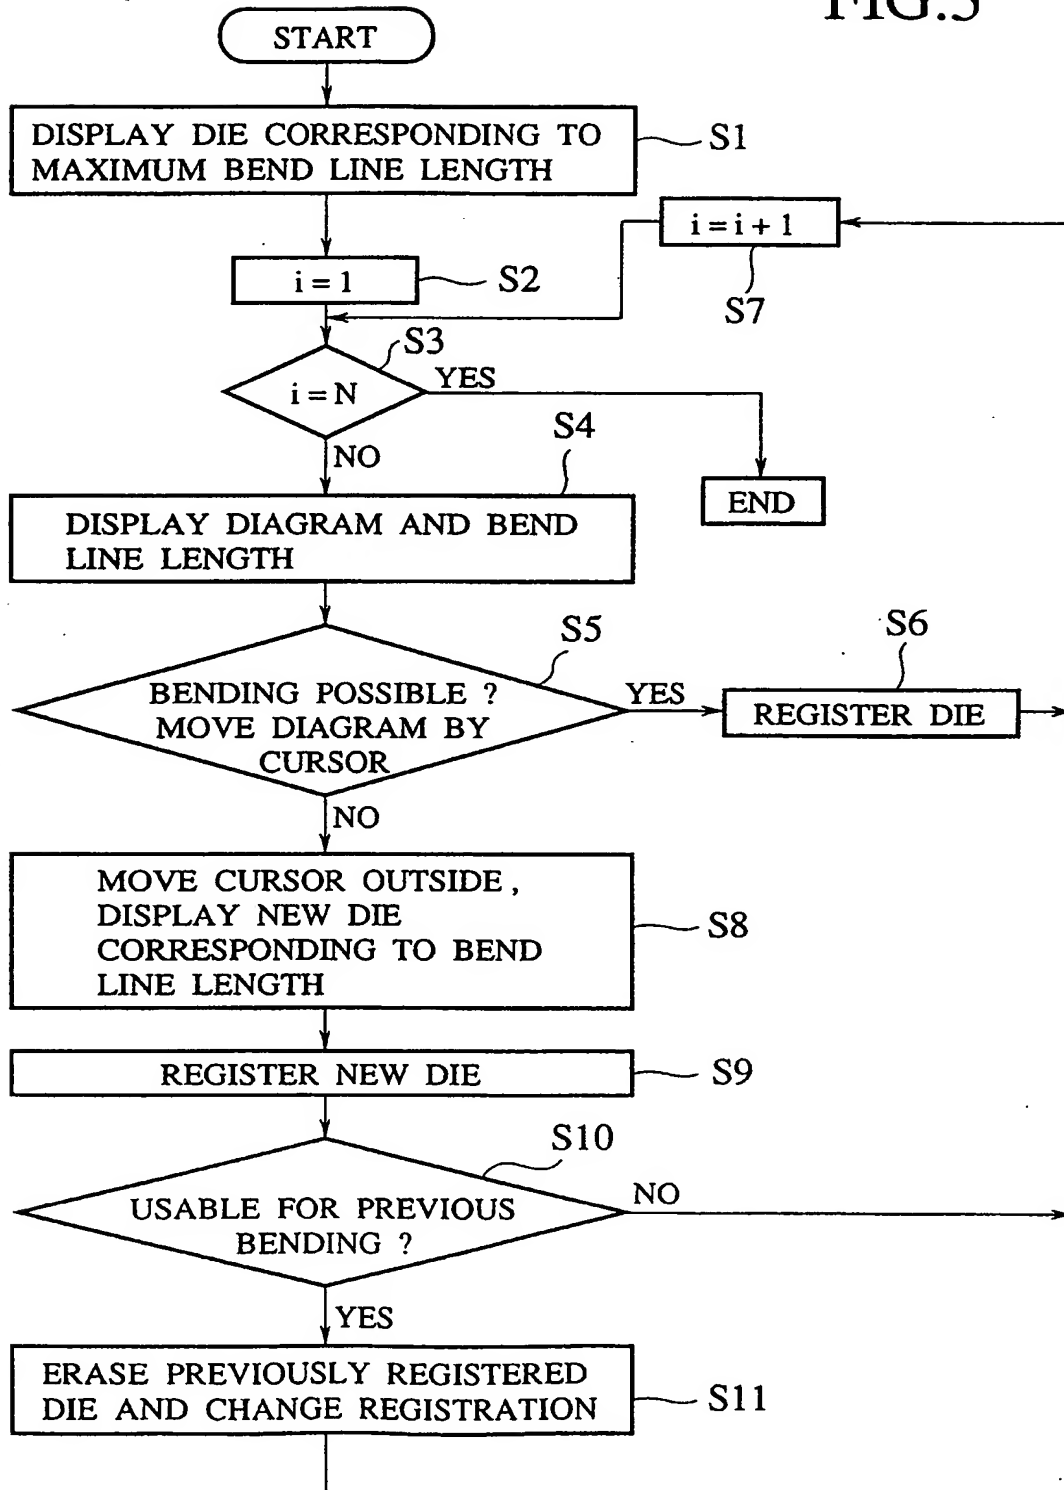 FIG.5
START
DISPLAY DIE CORRESPONDING TO
MAXIMUM BEND LINE LENGTH
S1
i = i + 1
S7
i = 1
S2
S3
i = N
YES
NO
END
S4
DISPLAY DIAGRAM AND BEND
LINE LENGTH
S5
BENDING POSSIBLE ?
MOVE DIAGRAM BY
CURSOR
YES
S6
REGISTER DIE
NO
MOVE CURSOR OUTSIDE,
DISPLAY NEW DIE
CORRESPONDING TO BEND
LINE LENGTH
S8
REGISTER NEW DIE
S9
S10
USABLE FOR PREVIOUS
BENDING ?
NO
YES
ERASE PREVIOUSLY REGISTERED
DIE AND CHANGE REGISTRATION
S11